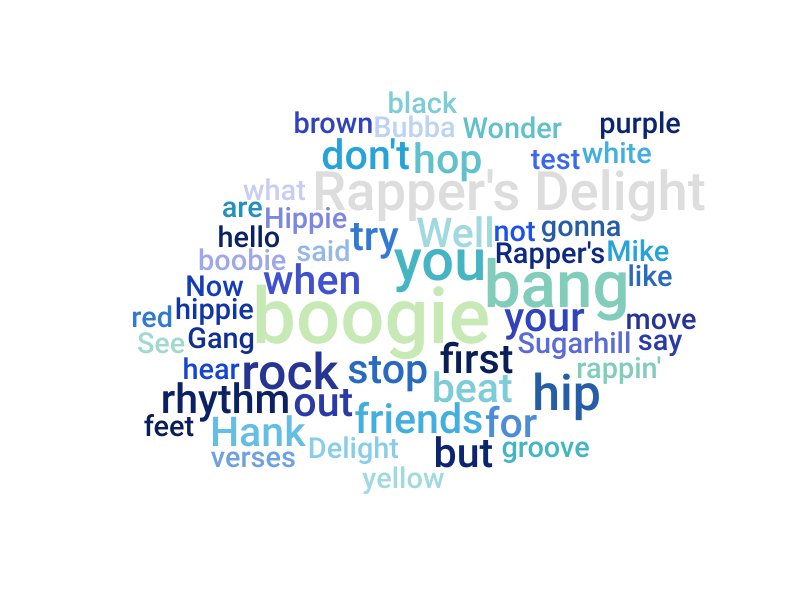 black
brown Bubba Wonder purple
don't hop test white
what Rapper's Delight
are Hippie try Well not gonna
hello said you Rapper's Mike
boobie when bang like
Now boogie your move
red hippie Sugarhill say
See Gang stop first rappin'
hear rock beat hip
rhythm out friends for
feet Hank but groove
verses Delight
yellow